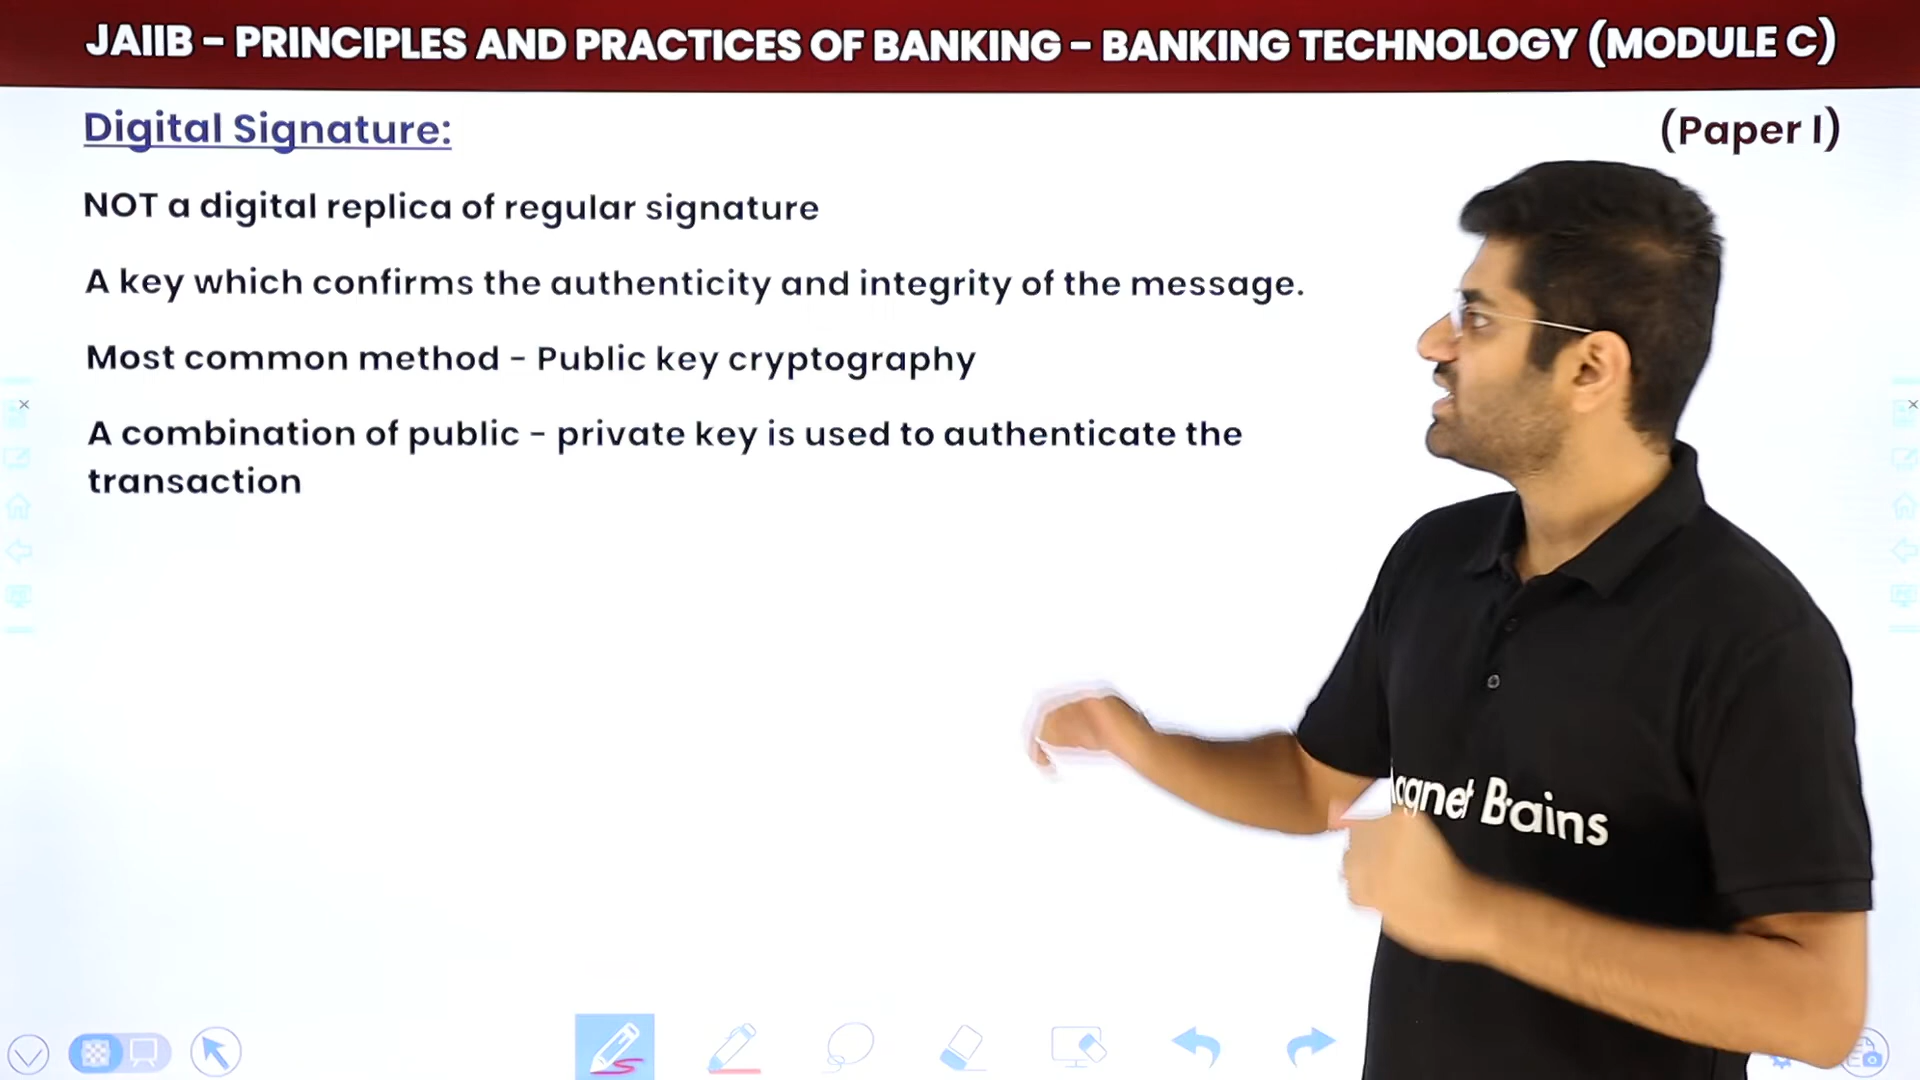 JAIIB - PRINCIPLES AND PRACTICES OF BANKING - BANKING TECHNOLOGY (MODULE C)
Digital Signature:
(Paper I)
NOT a digital replica of regular signature
A key which confirms the authenticity and integrity of the message.
Most common method - Public key cryptography
A combination of public - private key is used to authenticate the
transaction
Brains